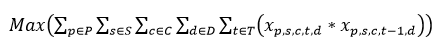 Max(∑_{p∈P} ∑_{s∈S} ∑_{c∈C} ∑_{d∈D} ∑_{t∈T}(x_{p,s,c,t,d} * x_{p,s,c,t−1,d}))